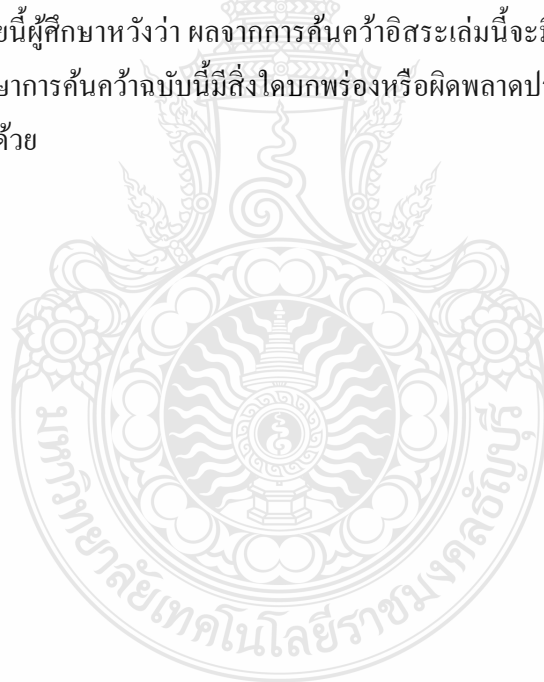 ยนี้ผู้ศึกษาหวังว่า ผลจากการค้นคว้าอิสระเล่มนี้จะมี
ษาการค้นคว้าฉบับนี้มีสิ่งใดบกพร่องหรือผิดพลาดประ
ด้วย
มหาวิทยาลัยเทคโนโลยีราชมงคลธัญบุรี